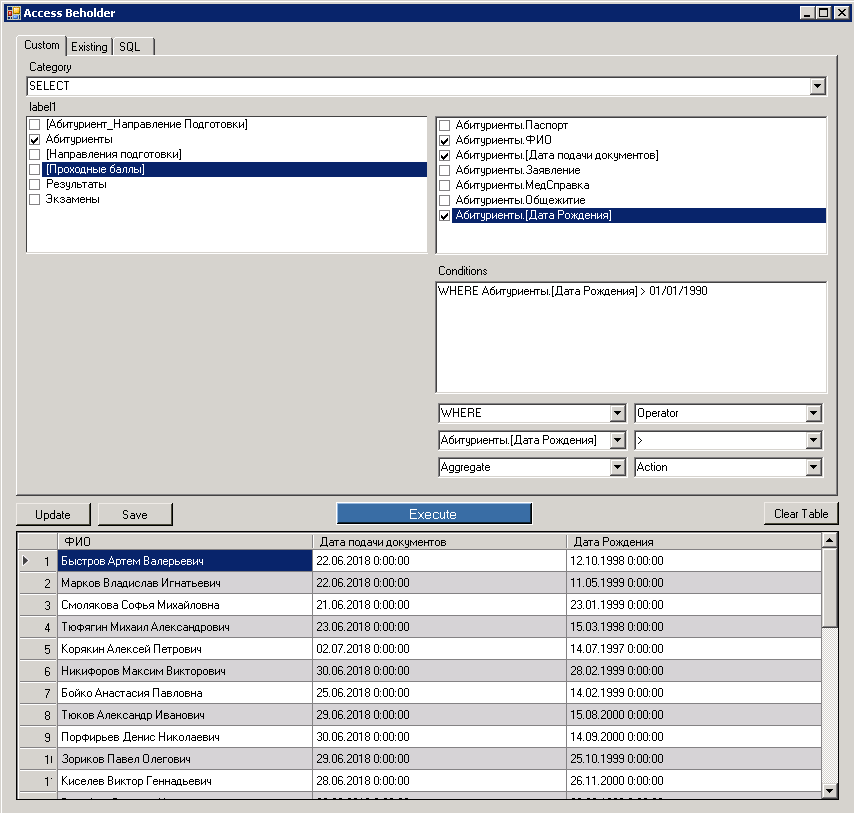 Access Beholder
Custom Existing SQL
Category
SELECT
label1
[Абитуриент_Направление Подготовки]
Абитуриенты
[Направления подготовки]
[Проходные баллы]
Результаты
Экзамены
Абитуриенты.Паспорт
Абитуриенты.ФИО
Абитуриенты.[Дата подачи документов]
Абитуриенты.Заявление
Абитуриенты.МедСправка
Абитуриенты.Общежитие
Абитуриенты.[Дата Рождения]
Conditions
WHERE Абитуриенты.[Дата Рождения] > 01/01/1990
WHERE Operator
Абитуриенты.[Дата Рождения] >
Aggregate Action
Update Save Execute Clear Table
ФИО Дата подачи документов Дата Рождения
1 Быстров Артем Валерьевич 22.06.2018 0:00:00 12.10.1998 0:00:00
2 Марков Владислав Игнатьевич 22.06.2018 0:00:00 11.05.1999 0:00:00
3 Смолякова Софья Михайловна 21.06.2018 0:00:00 23.01.1999 0:00:00
4 Тюфягин Михаил Александрович 23.06.2018 0:00:00 15.03.1998 0:00:00
5 Корякин Алексей Петрович 02.07.2018 0:00:00 14.07.1997 0:00:00
6 Никифоров Максим Викторович 30.06.2018 0:00:00 28.02.1999 0:00:00
7 Бойко Анастасия Павловна 25.06.2018 0:00:00 14.02.1999 0:00:00
8 Тюков Александр Иванович 29.06.2018 0:00:00 15.08.2000 0:00:00
9 Порфирьев Денис Николаевич 30.06.2018 0:00:00 14.09.2000 0:00:00
Зориков Павел Олегович 29.06.2018 0:00:00 25.10.1999 0:00:00
Киселев Виктор Геннадьевич 28.06.2018 0:00:00 26.11.2000 0:00:00